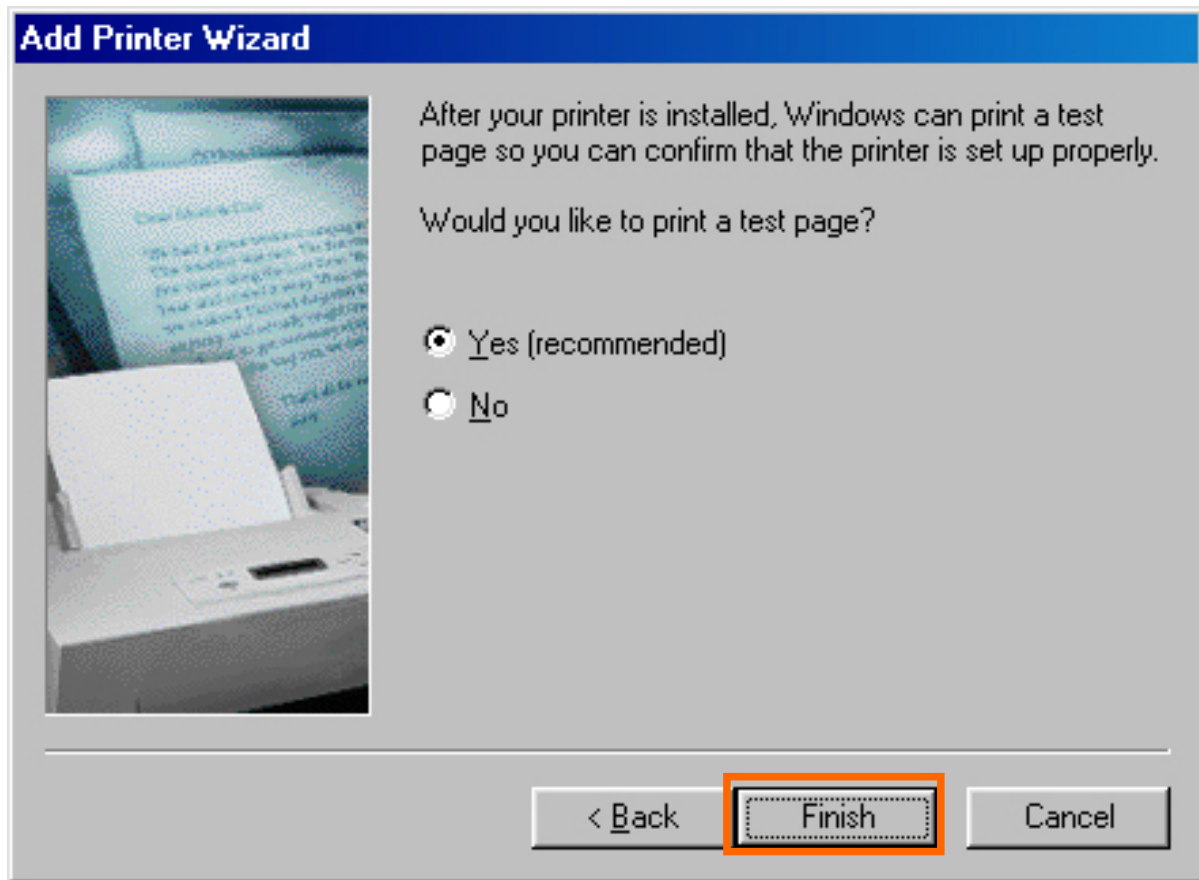 Add Printer Wizard
After your printer is installed, Windows can print a test
page so you can confirm that the printer is set up properly.
Would you like to print a test page?
Yes (recommended)
No
< Back
Finish
Cancel